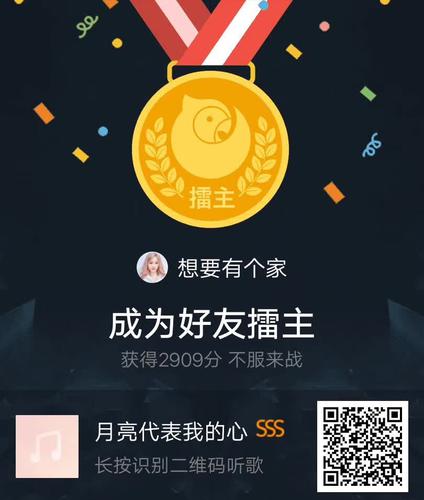 擂主
想要有个家
成为好友擂主
获得2909分 不服来战
月亮代表我的心 SSS
长按识别二维码听歌